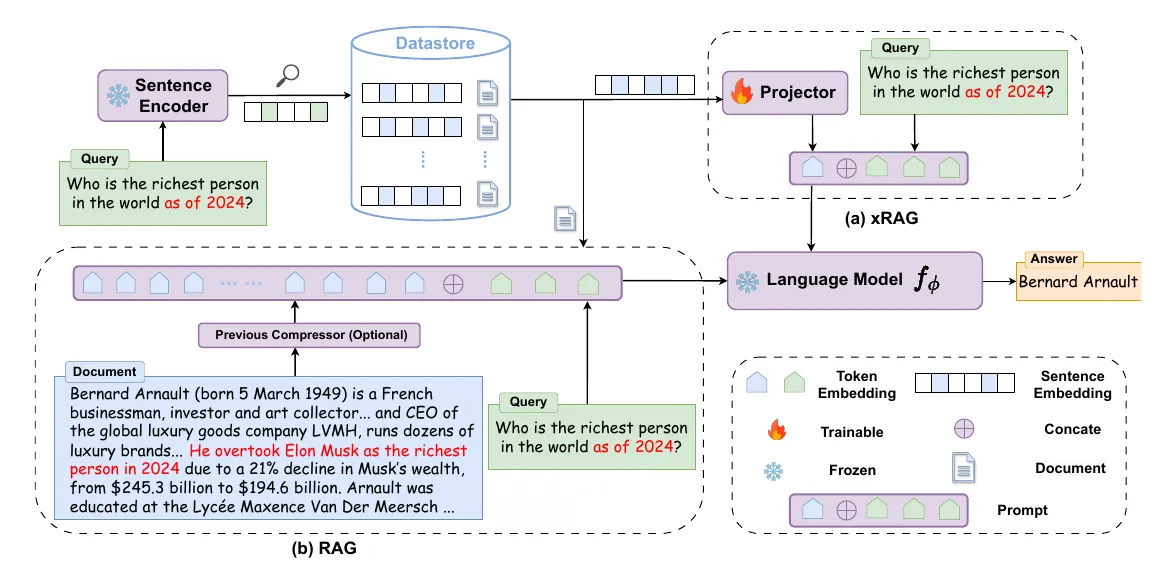 Datastore
Sentence
Encoder
Query
Who is the richest person
in the world as of 2024?
Projector
Query
Who is the richest person
in the world as of 2024?
(a) xRAG
Language Model fϕ
Answer
Bernard Arnault
Previous Compressor (Optional)
Document
Bernard Arnault (born 5 March 1949) is a French
businessman, investor and art collector... and CEO of
the global luxury goods company LVMH, runs dozens of
luxury brands... He overtook Elon Musk as the richest
person in 2024 due to a 21% decline in Musk's wealth,
from $245.3 billion to $194.6 billion. Arnault was
educated at the Lycée Maxence Van Der Meersch ...
Query
Who is the richest person
in the world as of 2024?
(b) RAG
Token
Embedding
Sentence
Embedding
Trainable
Concate
Frozen
Document
Prompt